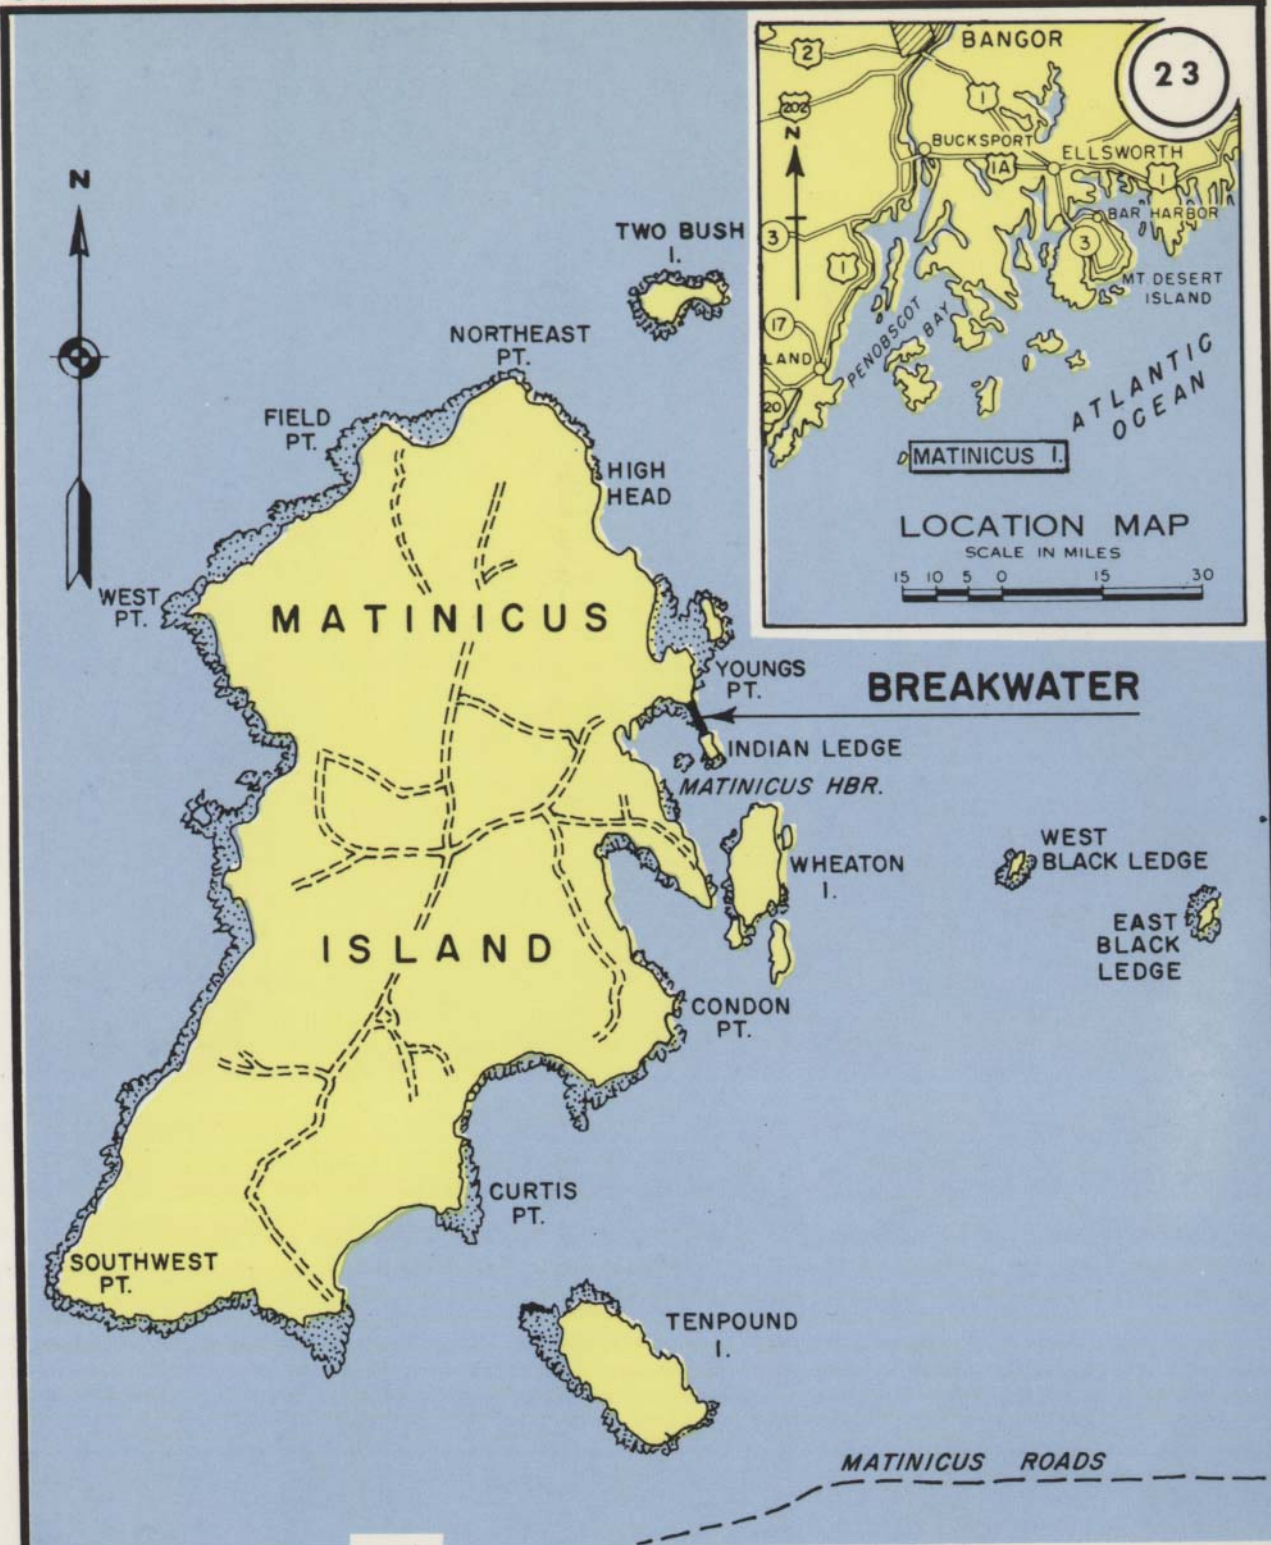 N
TWO BUSH
I.
NORTHEAST
PT.
FIELD
PT.
HIGH
HEAD
WEST
PT.
MATINICUS
YOUNGS
PT.
BREAKWATER
INDIAN LEDGE
MATINICUS HBR.
WHEATON
I.
WEST
BLACK LEDGE
EAST
BLACK
LEDGE
ISLAND
CONDON
PT.
CURTIS
PT.
SOUTHWEST
PT.
TENPOUND
I.
MATINICUS ROADS
23
BANGOR
2
1
202
N
BUCKSPORT
1A
ELLSWORTH
1
BAR HARBOR
3
3
1
MT. DESERT
ISLAND
17
LAND
PENOBSCOT
BAY
20
ATLANTIC
OCEAN
MATINICUS I.
LOCATION MAP
SCALE IN MILES
15 10 5 0 15 30